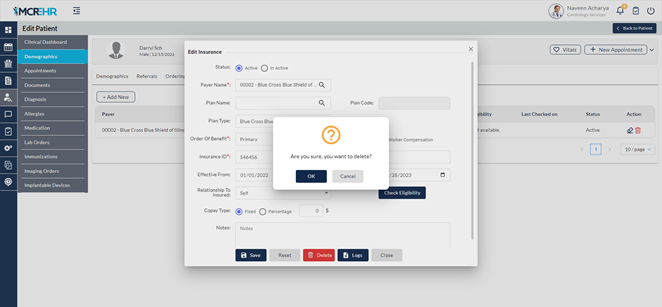 MCREHR
Naveen Acharya
Cardiology Services
Edit Patient
Back to Patient
Clinical Dashboard
Demographics
Appointments
Documents
Diagnosis
Allergies
Medication
Lab Orders
Immunizations
Imaging Orders
Implantable Devices
Darryl Sch
Male | 12/15/2022
Vitals
+ New Appointment
Demographics Referrals Ordering
+ Add New
Payer
Eligibility Last Checked on Status Action
00002 - Blue Cross Blue Shield of Illin
available Active
1 10 / page
Edit Insurance
Status: Active In Active
Payer Name*: 00002 - Blue Cross Blue Shield of ...
Plan Name: Plan Code:
Plan Type: Blue Cross Blue
Order Of Benefit*: Primary Compensation
Insurance ID*: 546456
Effective From: 01/01/2022 /28/2023
Relationship To Insured: Self Check Eligibility
Copay Type: Fixed Percentage 0 $
Notes: Notes
Save Reset Delete Logs Close
Are you sure, you want to delete?
OK Cancel